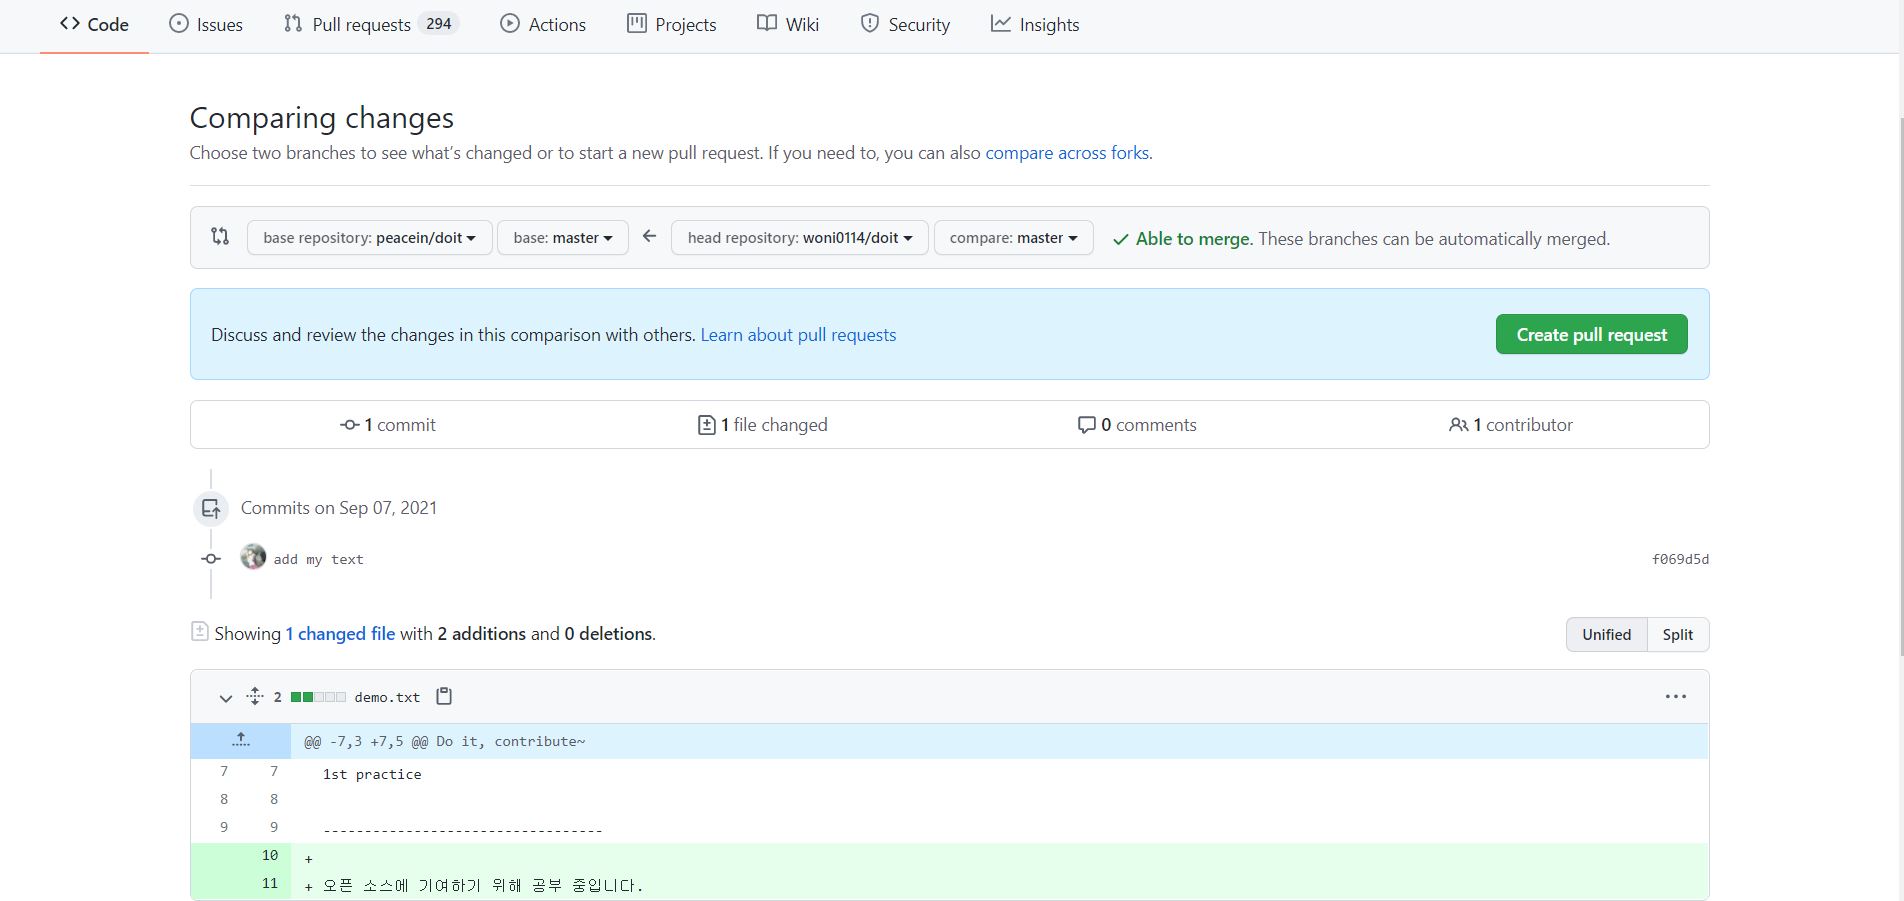 Code Issues Pull requests 294 Actions Projects Wiki Security Insights
Comparing changes
Choose two branches to see what's changed or to start a new pull request. If you need to, you can also compare across forks.
base repository: peacein/doit base: master head repository: woni0114/doit compare: master Able to merge. These branches can be automatically merged.
Discuss and review the changes in this comparison with others. Learn about pull requests Create pull request
1 commit 1 file changed 0 comments 1 contributor
Commits on Sep 07, 2021
add my text f069d5d
Showing 1 changed file with 2 additions and 0 deletions. Unified Split
2 demo.txt
@@ -7,3 +7,5 @@ Do it, contribute~
7 7 1st practice
8 8
9 9 ----------------------------------
10 +
11 + 오픈 소스에 기여하기 위해 공부 중입니다.